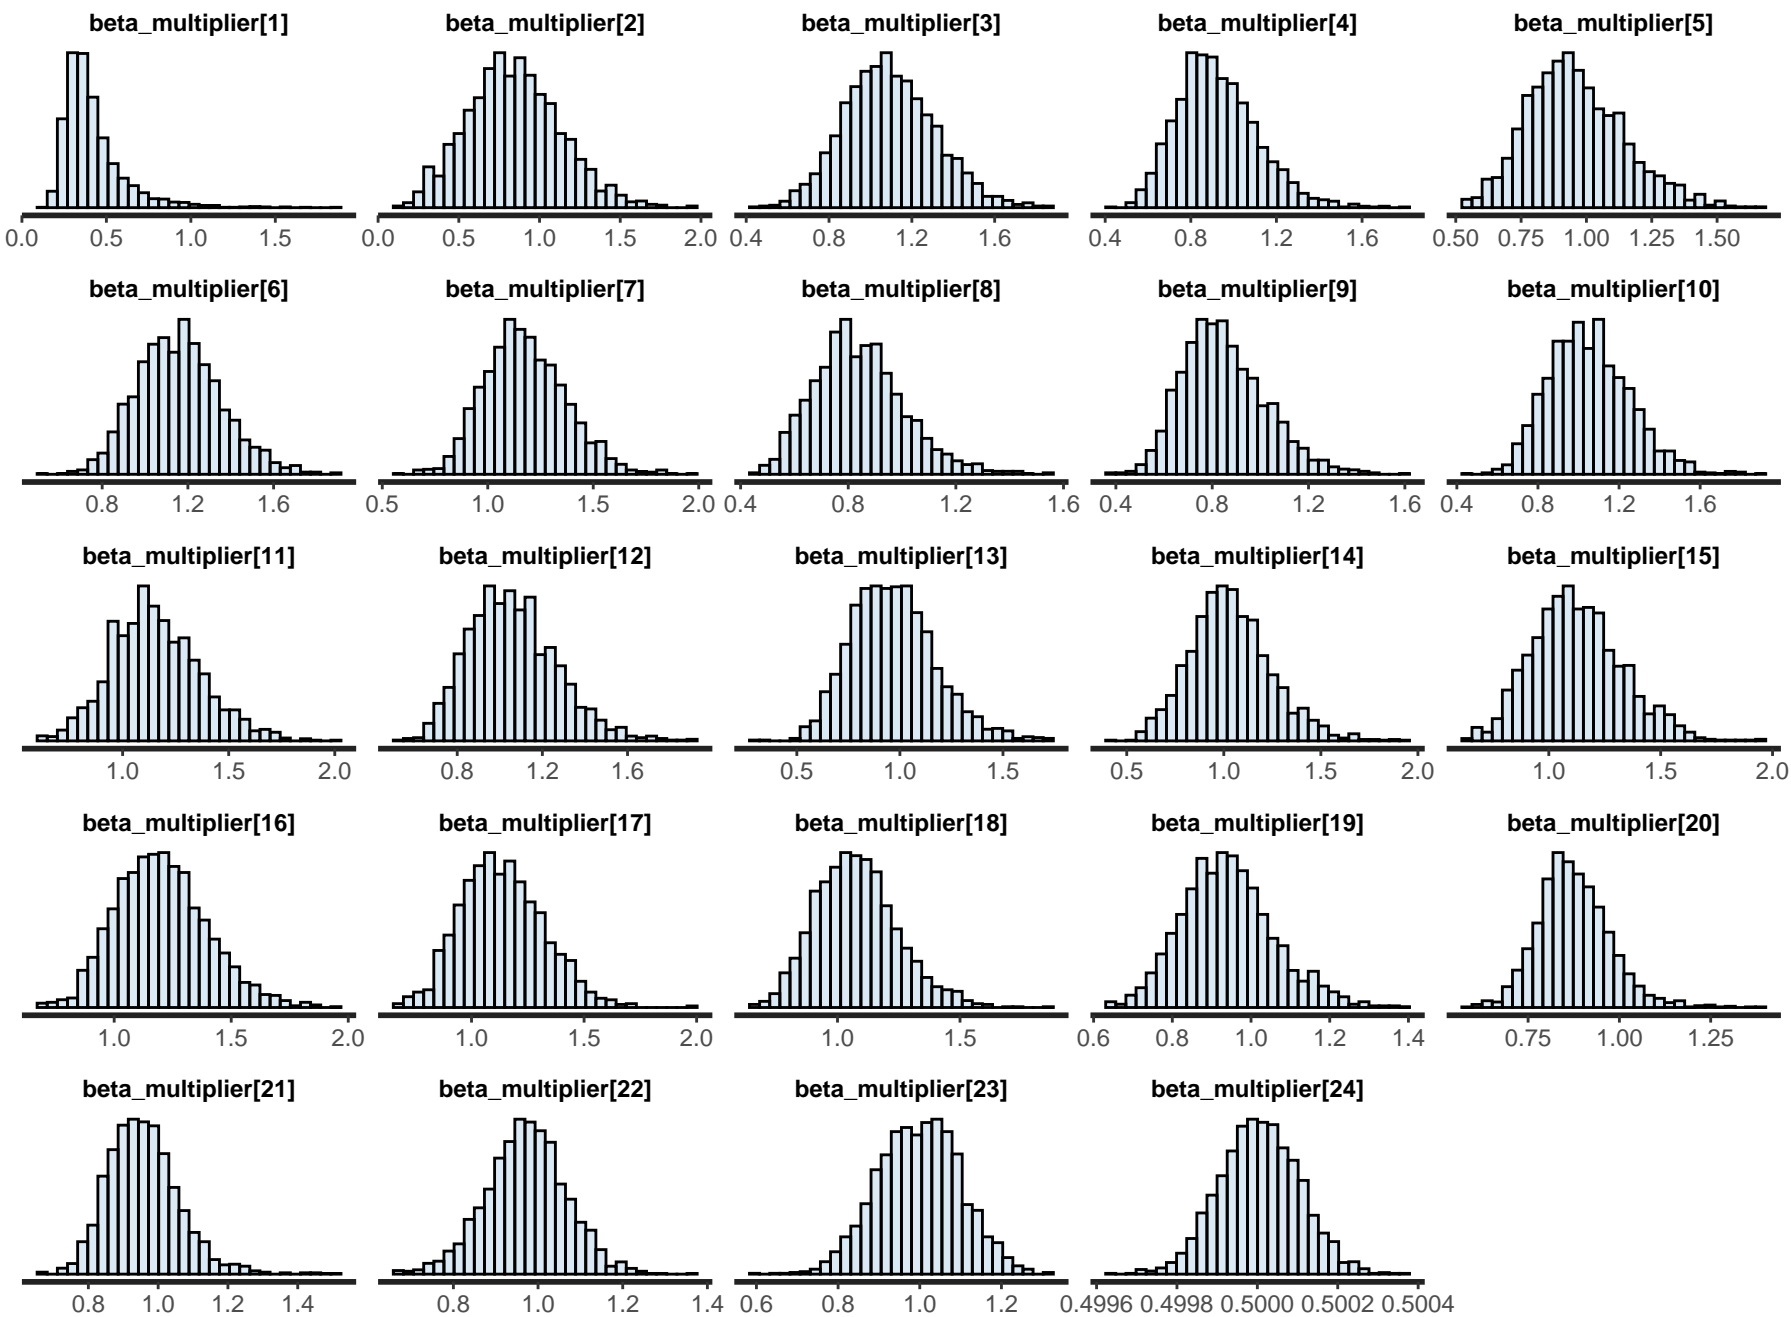 beta_multiplier[1] beta_multiplier[2] beta_multiplier[3] beta_multiplier[4] beta_multiplier[5]
0.0 0.5 1.0 1.5 0.0 0.5 1.0 1.5 2.0 0.4 0.8 1.2 1.6 0.4 0.8 1.2 1.6 0.50 0.75 1.00 1.25 1.50
beta_multiplier[6] beta_multiplier[7] beta_multiplier[8] beta_multiplier[9] beta_multiplier[10]
0.8 1.2 1.6 0.5 1.0 1.5 2.0 0.4 0.8 1.2 1.6 0.4 0.8 1.2 1.6 0.4 0.8 1.2 1.6
beta_multiplier[11] beta_multiplier[12] beta_multiplier[13] beta_multiplier[14] beta_multiplier[15]
1.0 1.5 2.0 0.8 1.2 1.6 0.5 1.0 1.5 0.5 1.0 1.5 2.0 1.0 1.5 2.0
beta_multiplier[16] beta_multiplier[17] beta_multiplier[18] beta_multiplier[19] beta_multiplier[20]
1.0 1.5 2.0 1.0 1.5 2.0 1.0 1.5 0.6 0.8 1.0 1.2 1.4 0.75 1.00 1.25
beta_multiplier[21] beta_multiplier[22] beta_multiplier[23] beta_multiplier[24]
0.8 1.0 1.2 1.4 0.8 1.0 1.2 1.4 0.6 0.8 1.0 1.2 0.4996 0.4998 0.5000 0.5002 0.5004